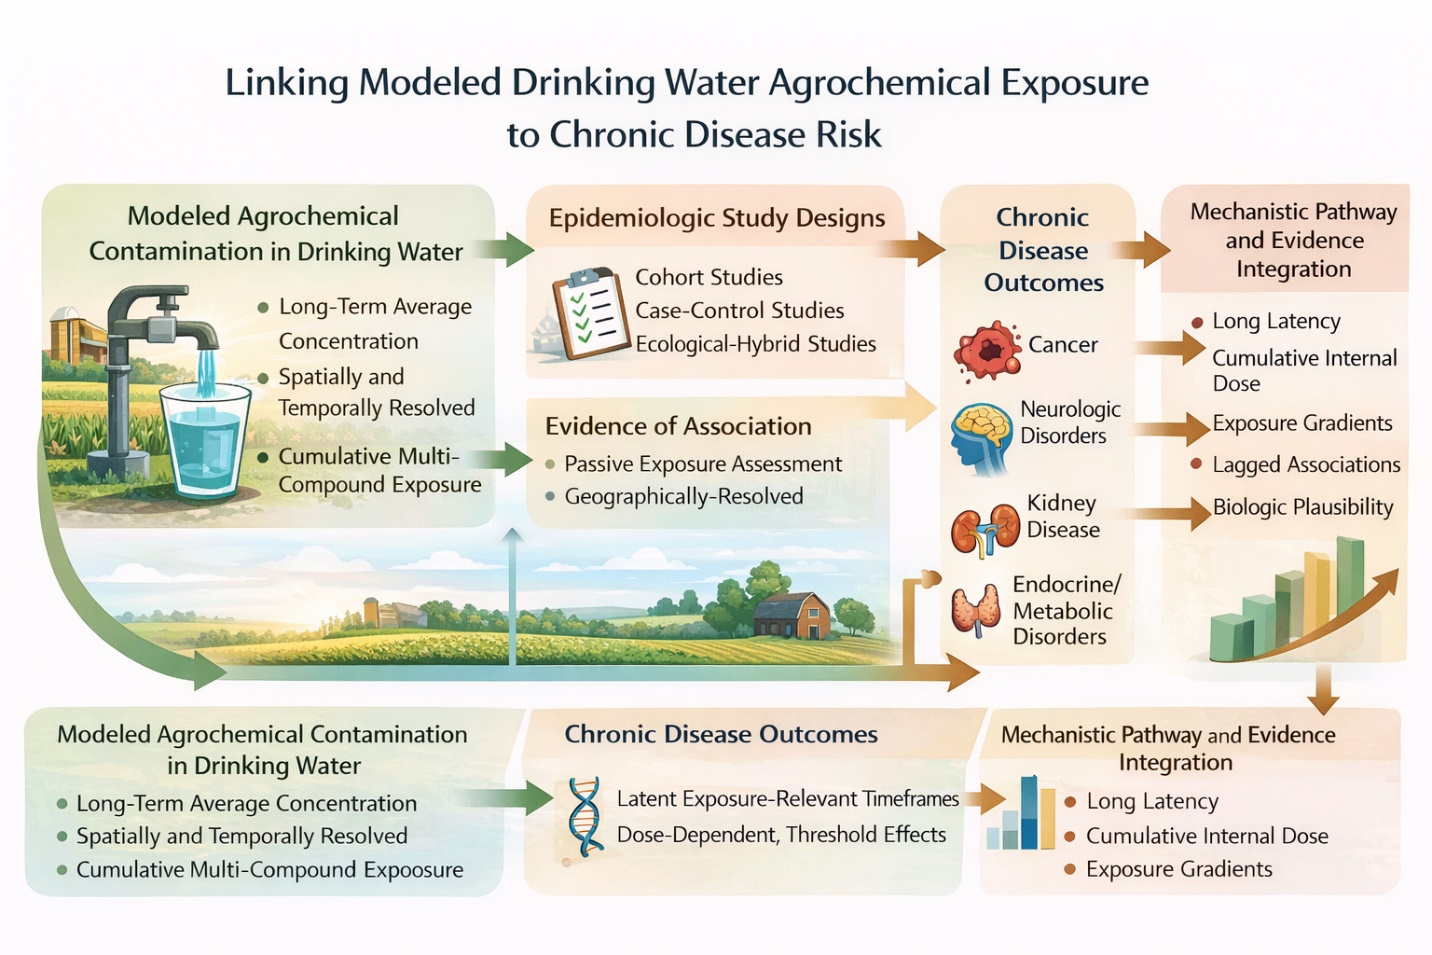 Linking Modeled Drinking Water Agrochemical Exposure
to Chronic Disease Risk
Modeled Agrochemical
Contamination in Drinking Water
Long-Term Average
Concentration
Spatially and
Temporally Resolved
Cumulative Multi-
Compound Exposure
Epidemiologic Study Designs
Cohort Studies
Case-Control Studies
Ecological-Hybrid Studies
Evidence of Association
Passive Exposure Assessment
Geographically-Resolved
Chronic
Disease
Outcomes
Cancer
Neurologic
Disorders
Kidney
Disease
Endocrine/
Metabolic
Disorders
Mechanistic Pathway
and Evidence
Integration
Long Latency
Cumulative Internal
Dose
Exposure Gradients
Lagged Associations
Biologic Plausibility
Modeled Agrochemical Contamination
in Drinking Water
Long-Term Average Concentration
Spatially and Temporally Resolved
Cumulative Multi-Compound Expoosure
Chronic Disease Outcomes
Latent Exposure-Relevant Timeframes
Dose-Dependent, Threshold Effects
Mechanistic Pathway and Evidence
Integration
Long Latency
Cumulative Internal Dose
Exposure Gradients